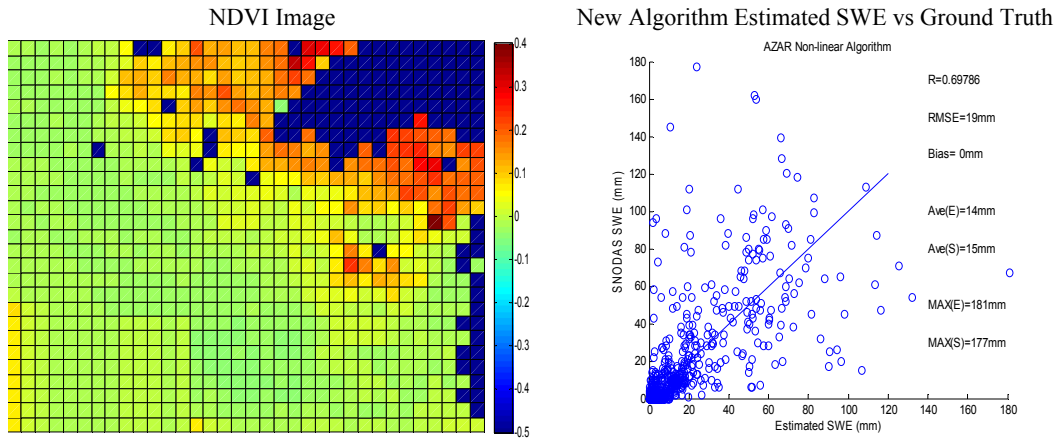 NDVI Image
New Algorithm Estimated SWE vs Ground Truth
0.4
0.3
0.2
0.1
0
-0.1
-0.2
-0.3
-0.4
-0.5
AZAR Non-linear Algorithm
180
160
140
120
100
80
60
40
20
0
SNODAS SWE (mm)
R=0.69786
RMSE=19mm
Bias= 0mm
Ave(E)=14mm
Ave(S)=15mm
MAX(E)=181mm
MAX(S)=177mm
0 20 40 60 80 100 120 140 160 180
Estimated SWE (mm)